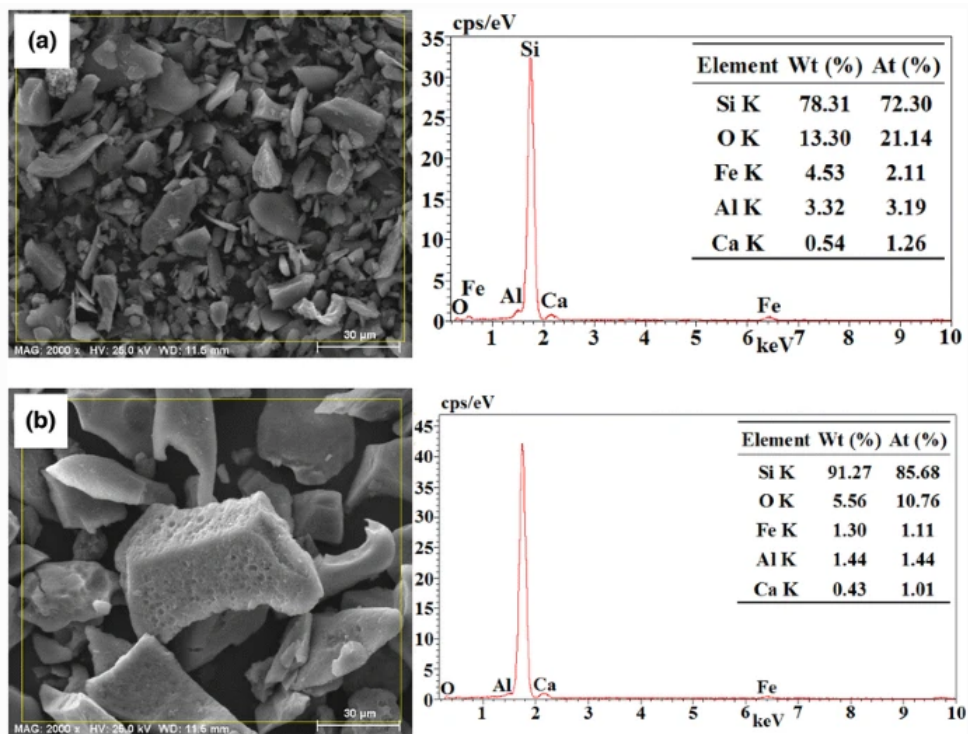 (a)
30 µm
MAG: 2000 x HV: 25.0 kV WD: 11.5 mm
cps/eV
35
30
25
20
15
10
5
0
Si
O
Fe
Al
Ca
Fe
1 2 3 4 5 6 7 8 9 10
keV
Element Wt (%) At (%)
Si K 78.31 72.30
O K 13.30 21.14
Fe K 4.53 2.11
Al K 3.32 3.19
Ca K 0.54 1.26
(b)
30 µm
MAG: 2000 x HV: 25.0 kV WD: 11.5 mm
cps/eV
45
40
35
30
25
20
15
10
5
0
O
Al
Ca
Fe
1 2 3 4 5 6 7 8 9 10
keV
Element Wt (%) At (%)
Si K 91.27 85.68
O K 5.56 10.76
Fe K 1.30 1.11
Al K 1.44 1.44
Ca K 0.43 1.01